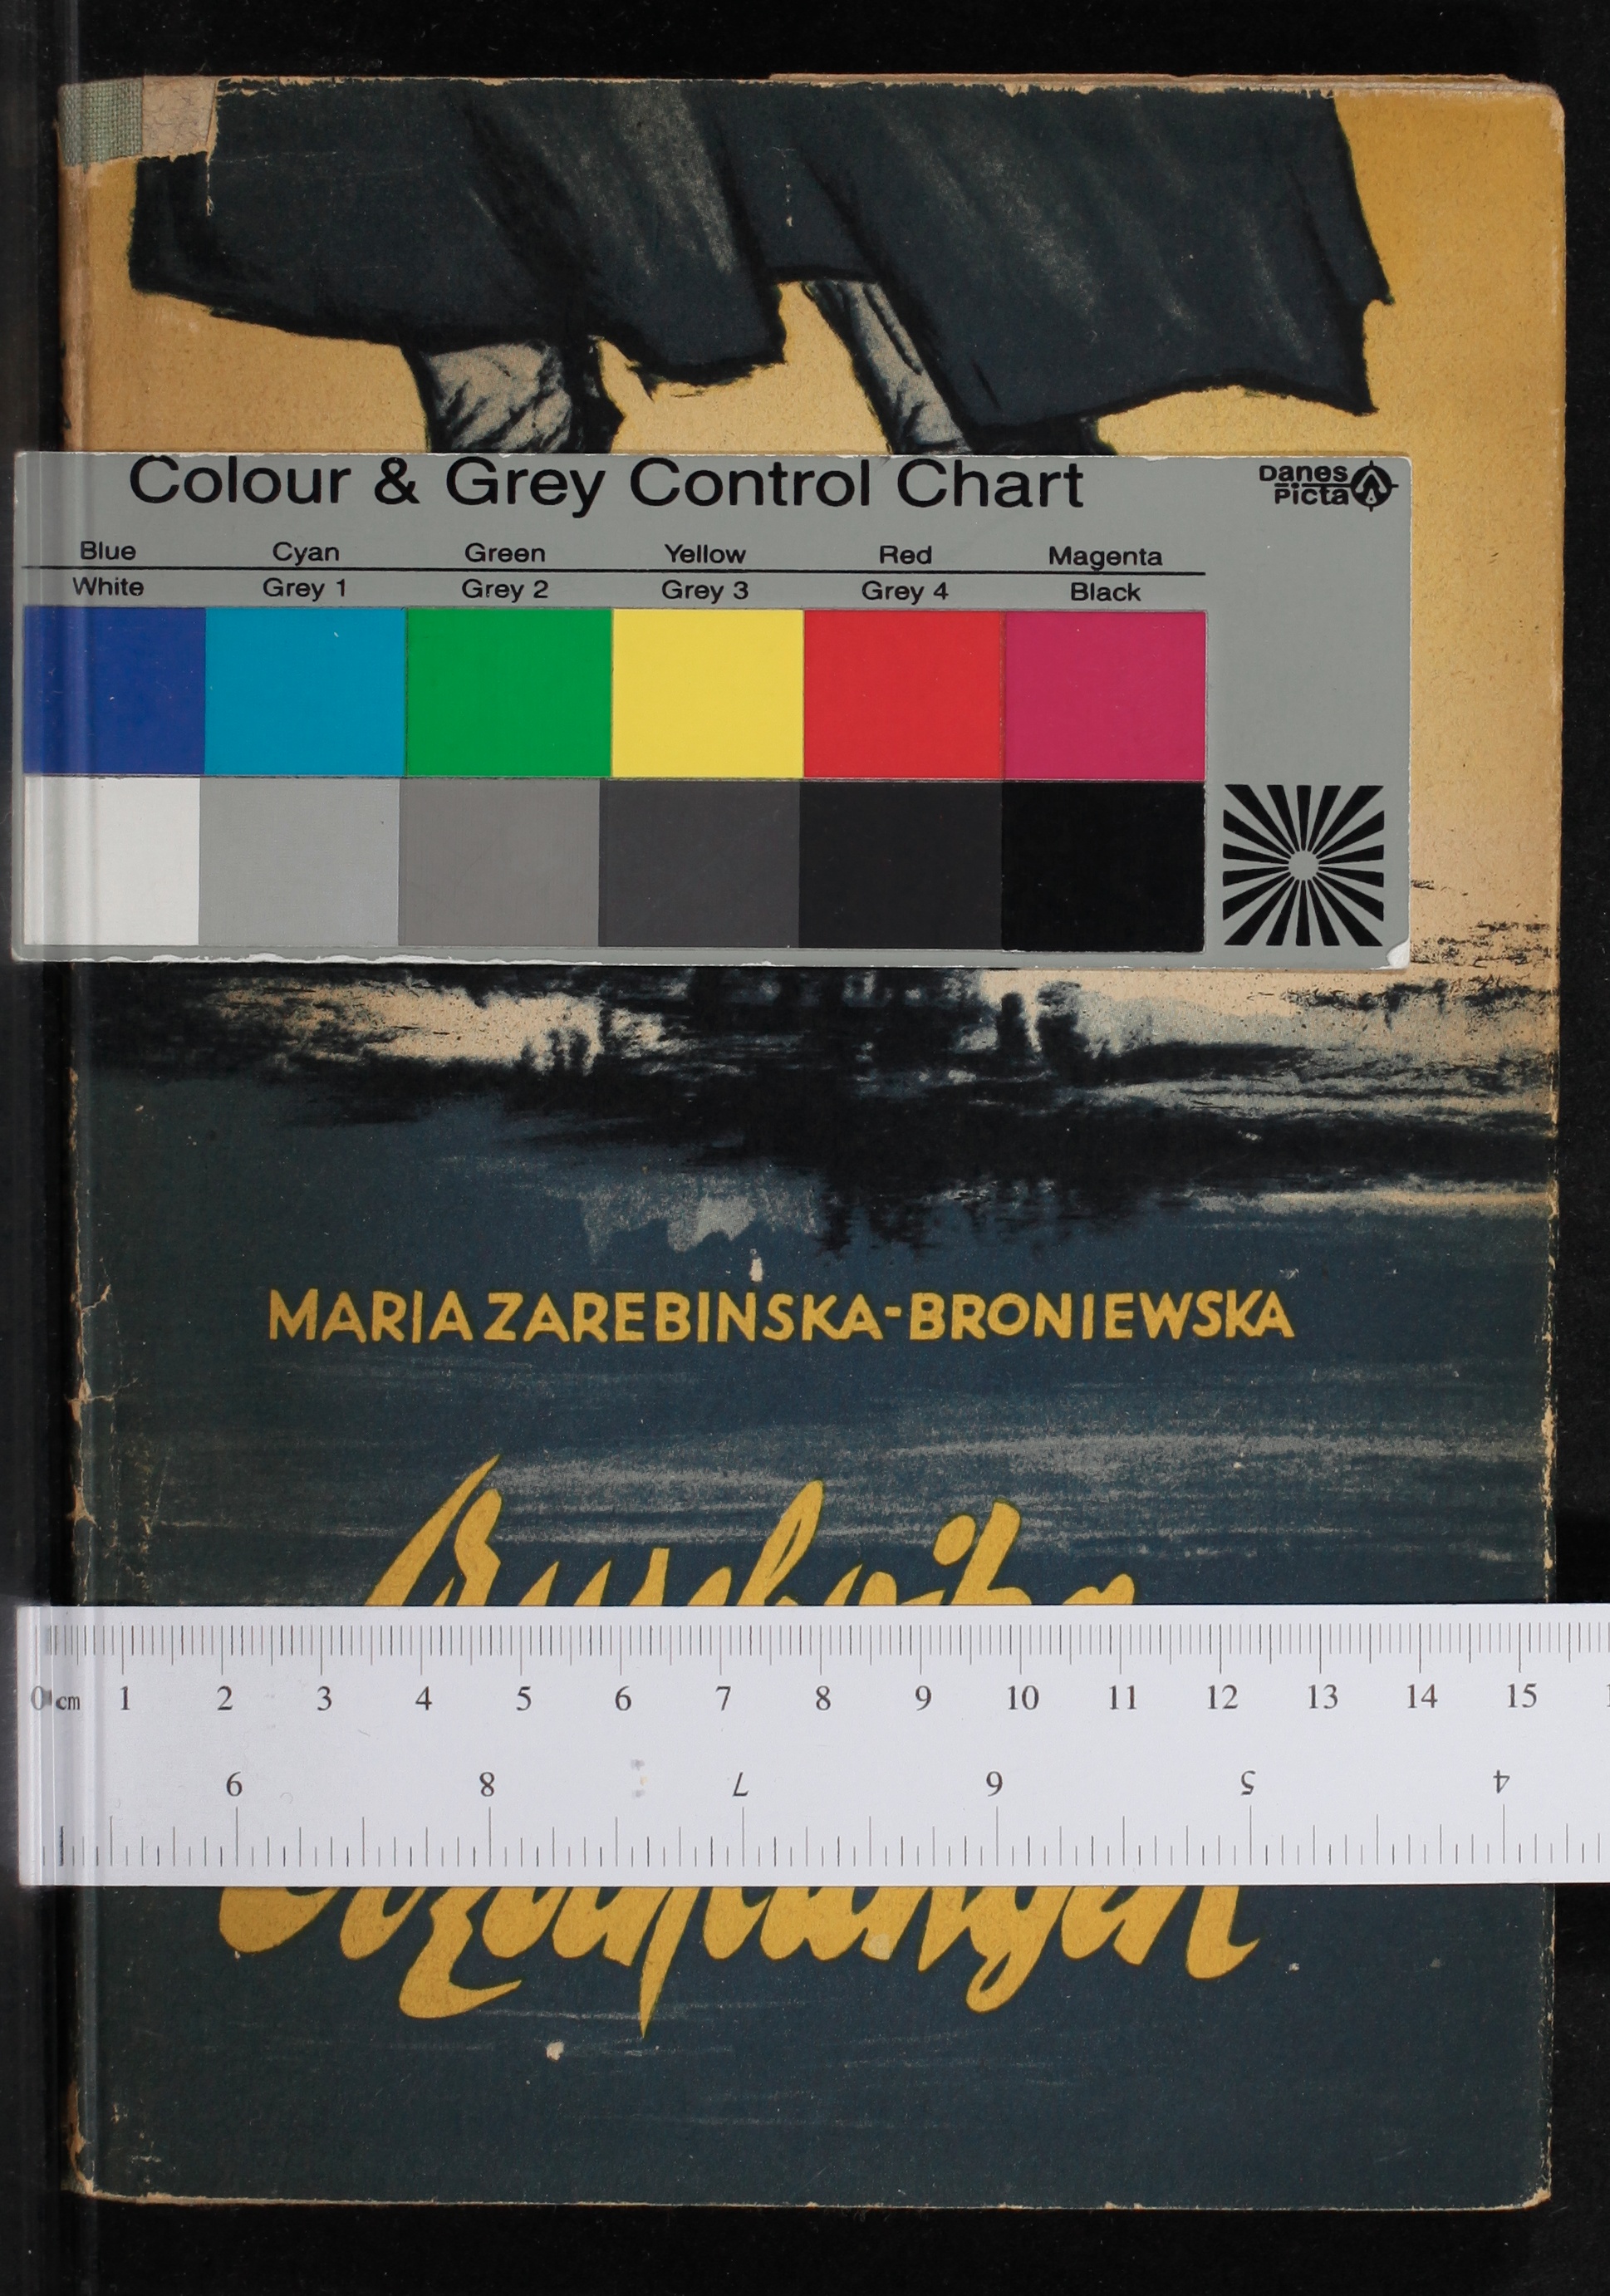 Colour & Grey Control Chart
Danes
Picta
Blue Cyan Green Yellow Red Magenta
White Grey 1 Grey 2 Grey 3 Grey 4 Black
MARIA ZAREBIŃSKA-BRONIEWSKA
0 cm 1 2 3 4 5 6 7 8 9 10 11 12 13 14 15
9 8 7 6 5 4